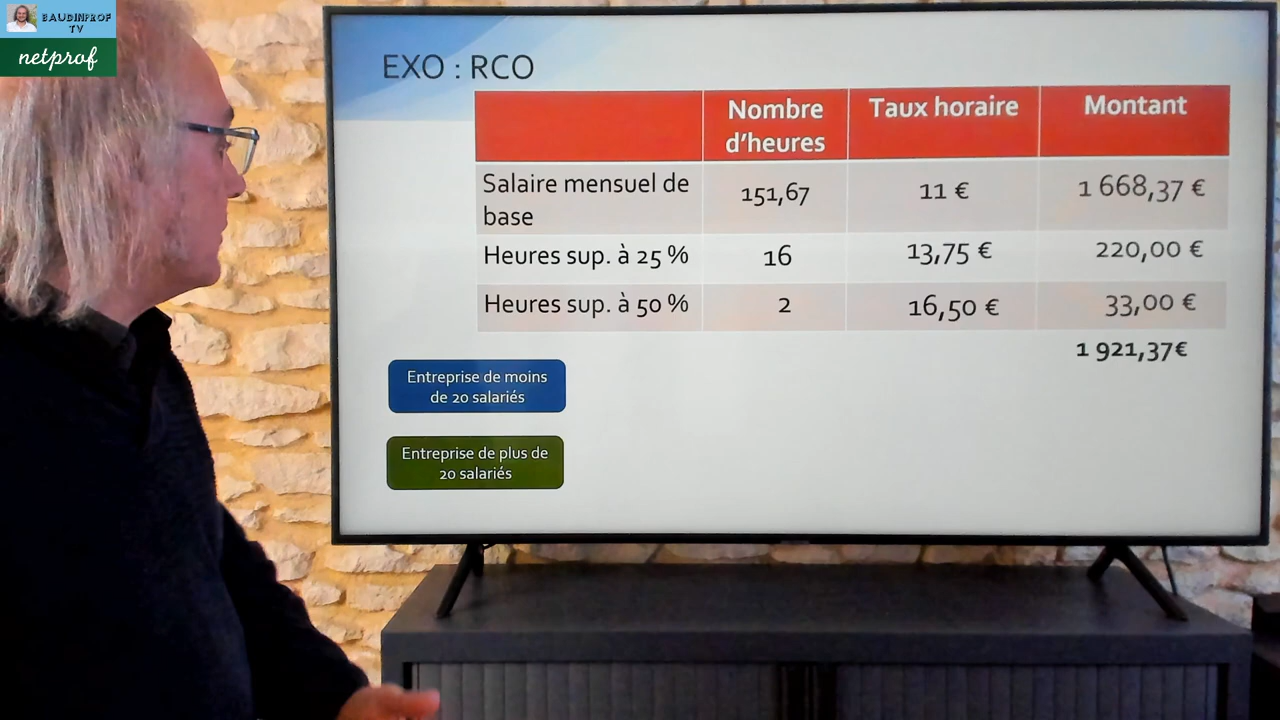 BAUDINPROF
TV
netprof
EXO : RCO
Nombre d'heures Taux horaire Montant
Salaire mensuel de base 151,67 11 € 1 668,37 €
Heures sup. à 25 % 16 13,75 € 220,00 €
Heures sup. à 50 % 2 16,50 € 33,00 €
1 921,37€
Entreprise de moins
de 20 salariés
Entreprise de plus de
20 salariés